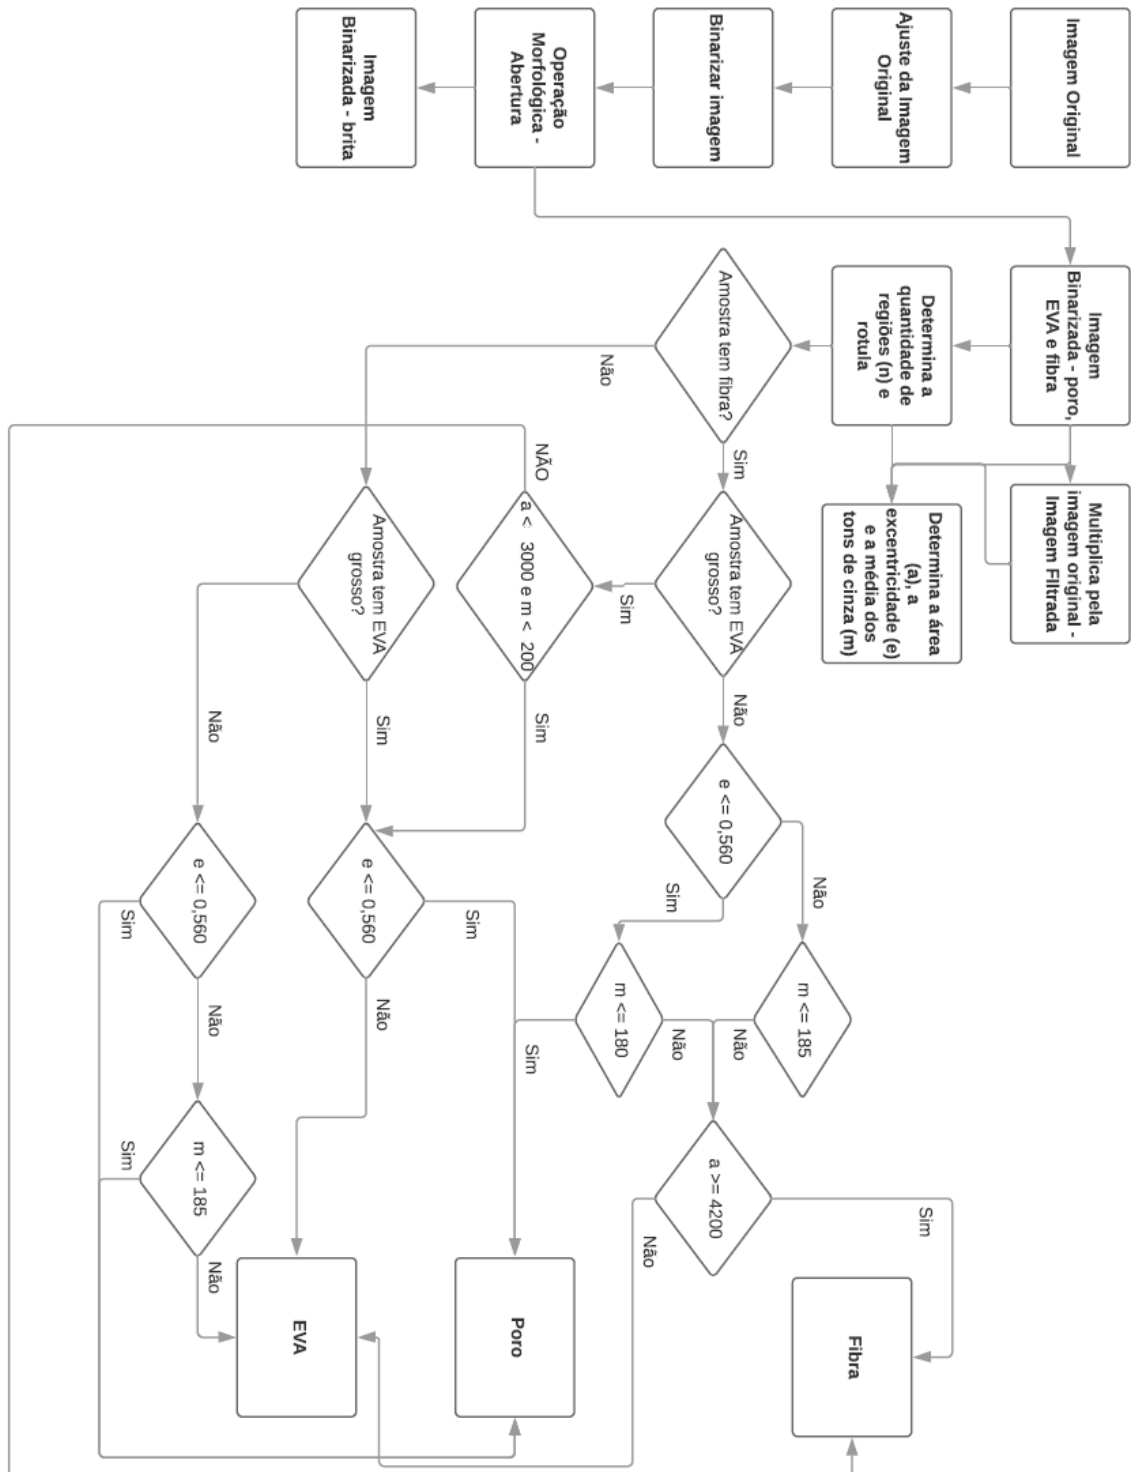 Imagem Original
Ajuste da Imagem
Original
Binarizar imagem
Operação
Morfológica -
Abertura
Imagem
Binarizada - brita
Imagem
Binarizada - poro,
EVA e fibra
Determina a
quantidade de
regiões (n) e
rotula
Multiplica pela
imagem original -
Imagem Filtrada
Determina a área
(a), a
excentricidade (e)
e a média dos
tons de cinza (m)
Amostra tem fibra?
Sim
Não
Amostra tem EVA
grosso?
Não
Sim
a < 3000 e m < 200
NÃO
Sim
Amostra tem EVA
grosso?
Sim
Não
e <= 0,560
Não
Sim
m <= 185
Não
m <= 180
Não
Sim
a >= 4200
Sim
Não
e <= 0,560
Sim
Não
e <= 0,560
Sim
Não
m <= 185
Sim
Não
Fibra
Poro
EVA